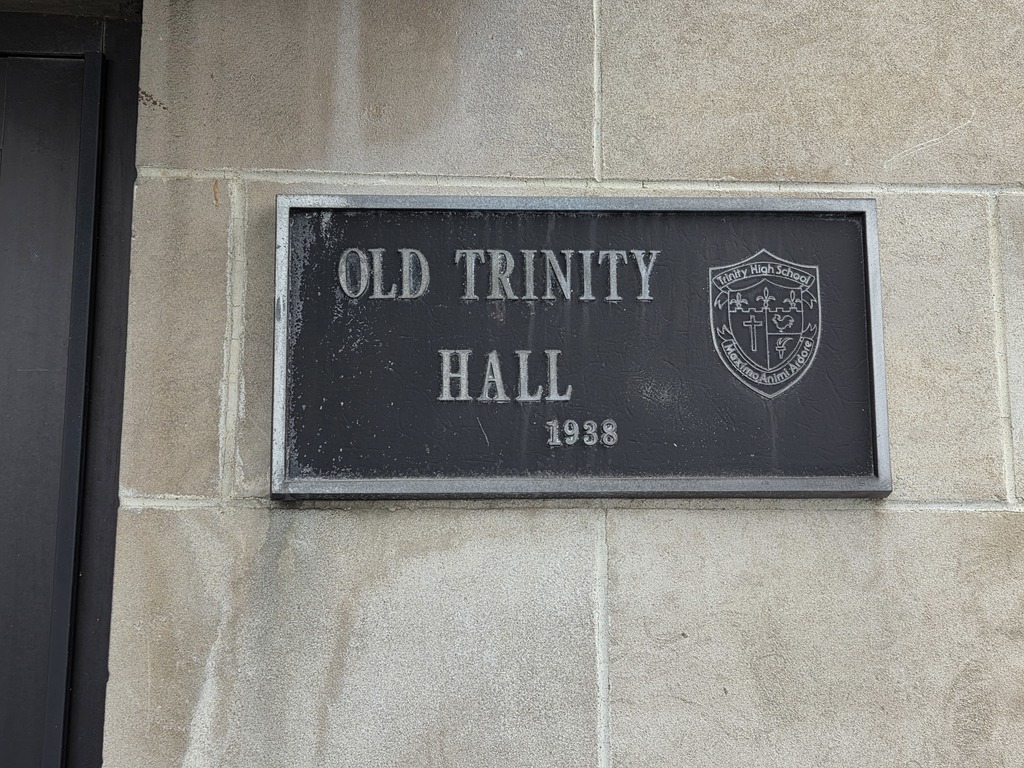 OLD TRINITY
HALL
1938
Trinity High School
Maximo Animi Ardore